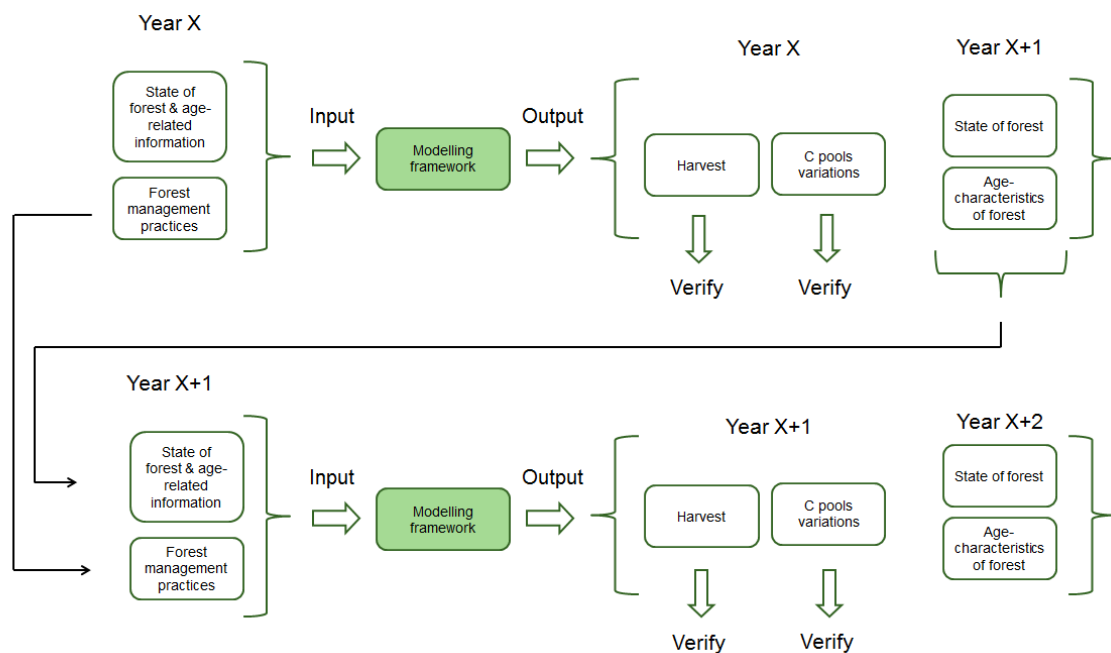 Year X
State of
forest & age-
related
information
Forest
management
practices
Input
Modelling
framework
Output
Year X
Harvest
C pools
variations
Verify
Verify
Year X+1
State of forest
Age-
characteristics
of forest
Year X+1
State of
forest & age-
related
information
Forest
management
practices
Input
Modelling
framework
Output
Year X+1
Harvest
C pools
variations
Verify
Verify
Year X+2
State of forest
Age-
characteristics
of forest